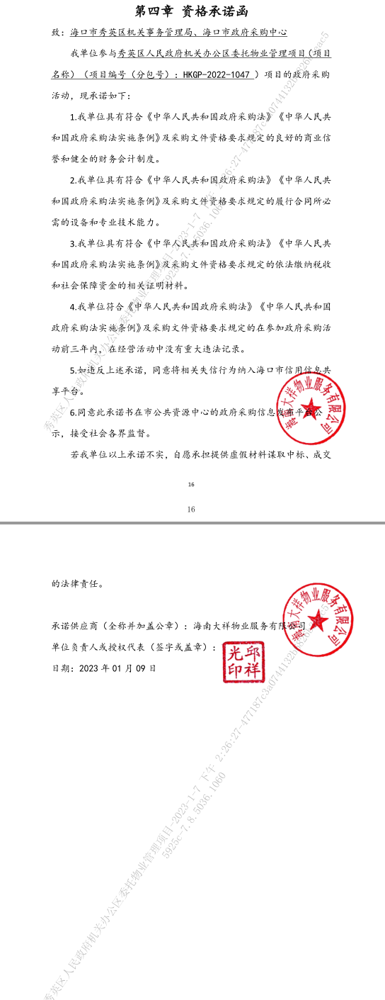 第四章 资格承诺函
致：海口市秀英区机关事务管理局、海口市政府采购中心
我单位参与秀英区人民政府机关办公区委托物业管理项目(项目
名称）（项目编号（分包号）：HKGP-2022-1047 ）项目的政府采购
活动，现承诺如下：
1.我单位具有符合《中华人民共和国政府采购法》《中华人民共
和国政府采购法实施条例》及采购文件资格要求规定的良好的商业信
誉和健全的财务会计制度。
2.我单位具有符合《中华人民共和国政府采购法》《中华人民共
和国政府采购法实施条例》及采购文件资格要求规定的履行合同所必
需的设备和专业技术能力。
3.我单位具有符合《中华人民共和国政府采购法》《中华人民共
和国政府采购法实施条例》及采购文件资格要求规定的依法缴纳税收
和社会保障资金的相关证明材料。
4.我单位符合《中华人民共和国政府采购法》《中华人民共和国
政府采购法实施条例》及采购文件资格要求规定的在参加政府采购活
动前三年内，在经营活动中没有重大违法记录。
5.如违反上述承诺，同意将相关失信行为纳入海口市信用信息共
享平台。
6.同意此承诺书在市公共资源中心的政府采购信息发布平台公
示，接受社会各界监督。
若我单位以上承诺不实，自愿承担提供虚假材料谋取中标、成交
海南大祥物业服务有限公司
16
16
的法律责任。
承诺供应商（全称并加盖公章）：海南大祥物业服务有限公司
单位负责人或授权代表（签字或盖章）：
日期：2023 年 01 月 09 日
海南大祥物业服务有限公司
邱祥光印
秀英区人民政府机关办公区委托物业管理项目-2023-1-7 下午 2:26:27-477187c3a0744132b
5925c-7.8.5036.1060